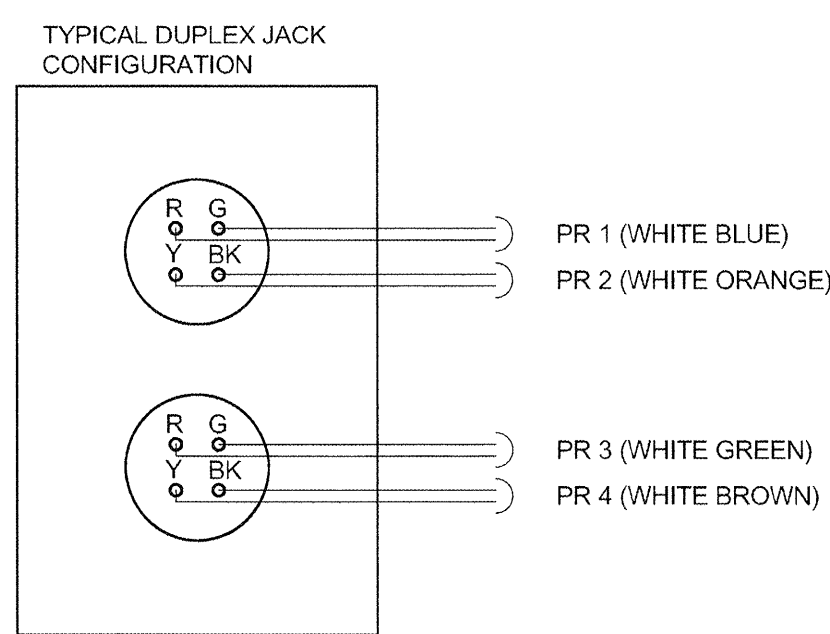 TYPICAL DUPLEX JACK
CONFIGURATION
R G
PR 1 (WHITE BLUE)
Y BK
PR 2 (WHITE ORANGE)
R G
PR 3 (WHITE GREEN)
Y BK
PR 4 (WHITE BROWN)